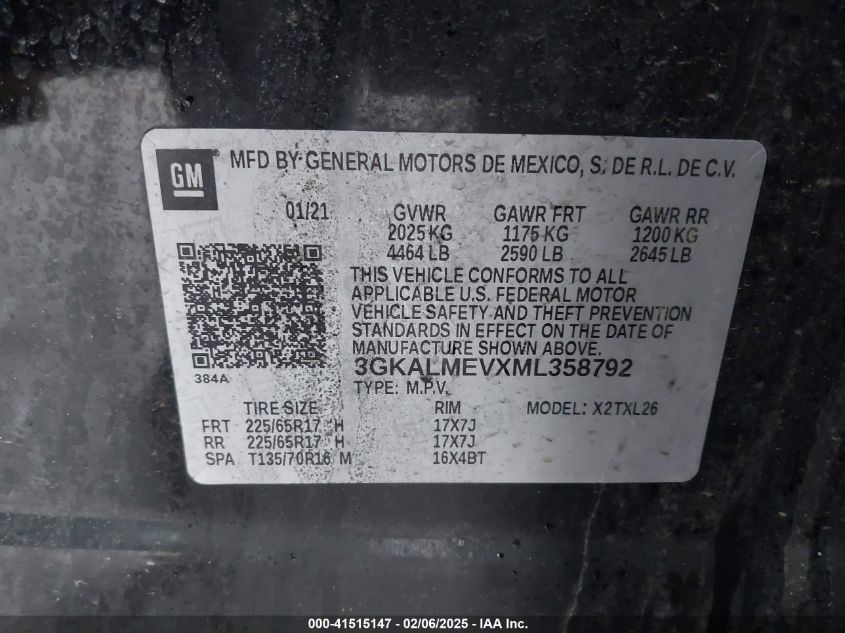 GM
MFD BY GENERAL MOTORS DE MEXICO, S. DE R.L. DE C.V.
01/21 GVWR GAWR FRT GAWR RR
2025 KG 1175 KG 1200 KG
4464 LB 2590 LB 2645 LB
THIS VEHICLE CONFORMS TO ALL
APPLICABLE U.S. FEDERAL MOTOR
VEHICLE SAFETY AND THEFT PREVENTION
STANDARDS IN EFFECT ON THE DATE OF
MANUFACTURE SHOWN ABOVE.
384A
3GKALMEVXML358792
TYPE: M.P.V.
TIRE SIZE RIM MODEL: X2TXL26
FRT 225/65R17 H 17X7J
RR 225/65R17 H 17X7J
SPA T135/70R16 M 16X4BT
000-41515147 - 02/06/2025 - IAA Inc.